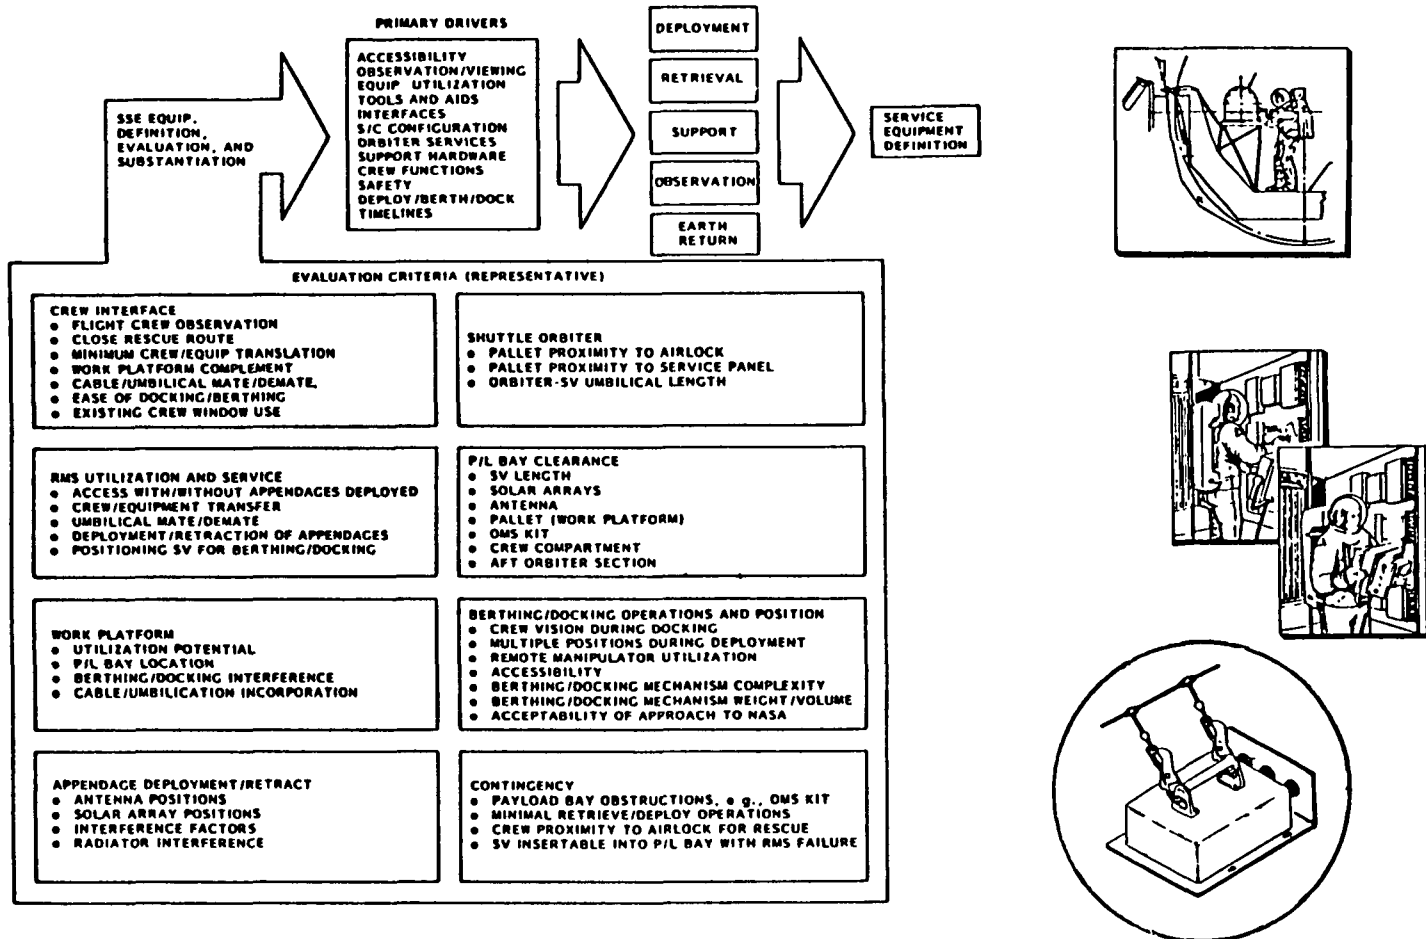 PRIMARY DRIVERS
SSE EQUIP,
DEFINITION,
EVALUATION, AND
SUBSTANTIATION
ACCESSIBILITY
OBSERVATION/VIEWING
EQUIP UTILIZATION
TOOLS AND AIDS
INTERFACES
S/C CONFIGURATION
ORBITER SERVICES
SUPPORT HARDWARE
CREW FUNCTIONS
SAFETY
DEPLOY/BERTH/DOCK
TIMELINES
DEPLOYMENT
RETRIEVAL
SUPPORT
OBSERVATION
EARTH
RETURN
SERVICE
EQUIPMENT
DEFINITION
EVALUATION CRITERIA (REPRESENTATIVE)
CREW INTERFACE
● FLIGHT CREW OBSERVATION
● CLOSE RESCUE ROUTE
● MINIMUM CREW/EQUIP TRANSLATION
● WORK PLATFORM COMPLEMENT
● CABLE/UMBILICAL MATE/DEMATE,
● EASE OF DOCKING/BERTHING
● EXISTING CREW WINDOW USE
SHUTTLE ORBITER
● PALLET PROXIMITY TO AIRLOCK
● PALLET PROXIMITY TO SERVICE PANEL
● ORBITER-SV UMBILICAL LENGTH
RMS UTILIZATION AND SERVICE
● ACCESS WITH/WITHOUT APPENDAGES DEPLOYED
● CREW/EQUIPMENT TRANSFER
● UMBILICAL MATE/DEMATE
● DEPLOYMENT/RETRACTION OF APPENDAGES
● POSITIONING SV FOR BERTHING/DOCKING
P/L BAY CLEARANCE
● SV LENGTH
● SOLAR ARRAYS
● ANTENNA
● PALLET (WORK PLATFORM)
● OMS KIT
● CREW COMPARTMENT
● AFT ORBITER SECTION
WORK PLATFORM
● UTILIZATION POTENTIAL
● P/L BAY LOCATION
● BERTHING/DOCKING INTERFERENCE
● CABLE/UMBILICATION INCORPORATION
BERTHING/DOCKING OPERATIONS AND POSITION
● CREW VISION DURING DOCKING
● MULTIPLE POSITIONS DURING DEPLOYMENT
● REMOTE MANIPULATOR UTILIZATION
● ACCESSIBILITY
● BERTHING/DOCKING MECHANISM COMPLEXITY
● BERTHING/DOCKING MECHANISM WEIGHT/VOLUME
● ACCEPTABILITY OF APPROACH TO NASA
APPENDAGE DEPLOYMENT/RETRACT
● ANTENNA POSITIONS
● SOLAR ARRAY POSITIONS
● INTERFERENCE FACTORS
● RADIATOR INTERFERENCE
CONTINGENCY
● PAYLOAD BAY OBSTRUCTIONS, e g., OMS KIT
● MINIMAL RETRIEVE/DEPLOY OPERATIONS
● CREW PROXIMITY TO AIRLOCK FOR RESCUE
● SV INSERTABLE INTO P/L BAY WITH RMS FAILURE